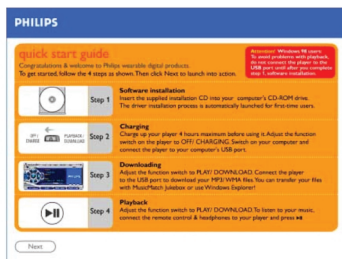 PHILIPS
quick start guide
Congratulations & welcome to Philips wearable digital products
To get started, follow the 4 steps as shown. Then click Next to launch into action.
Attention! Windows 98 users:
To avoid problems with playback,
do not connect the player to the
USB port until after you complete
step 1, software installation.
Step 1
Software installation
Insert the supplied installation CD into your computer's CD-ROM drive.
The driver installation process is automatically launched for first-time users.
OFF/ CHARGE
PLAYBACK/ DOWNLOAD
Step 2
Charging
Charge up your player 4 hours maximum before using it. Adjust the function
switch on the player to OFF/ CHARGING. Switch on your computer and
connect the player to your computer's USB port.
Step 3
Downloading
Adjust the function switch to PLAY/ DOWNLOAD. Connect the player
to the USB port to download your MP3/ WMA files. You can transfer your files
with MusicMatch Jukebox or use Windows Explorer!
Step 4
Playback
Adjust the function switch to PLAY/ DOWNLOAD. To listen to your music,
connect the remote control & headphones to your player and press
Next